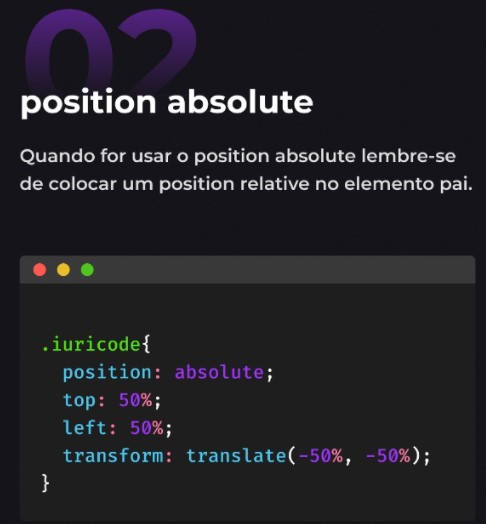 02
position absolute
Quando for usar o position absolute lembre-se
de colocar um position relative no elemento pai.
.iuricode{
  position: absolute;
  top: 50%;
  left: 50%;
  transform: translate(-50%, -50%);
}